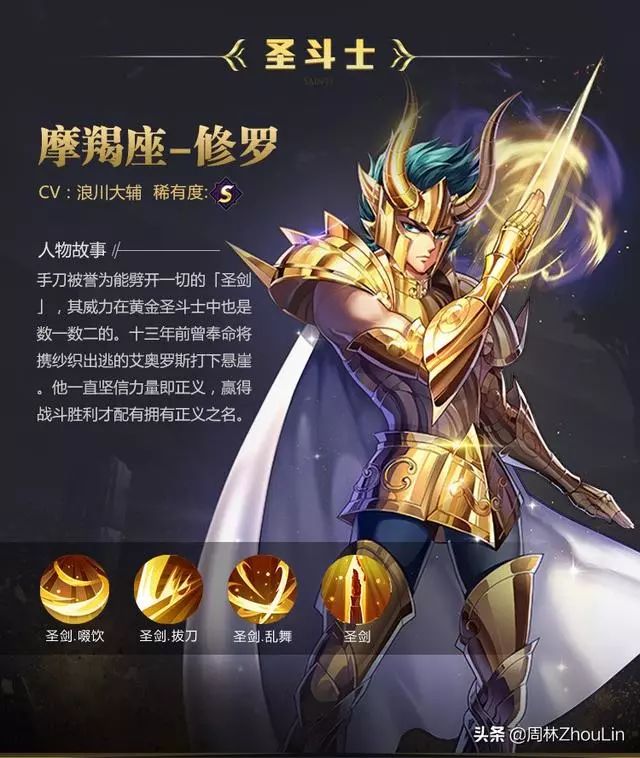 圣斗士
SAINTS
摩羯座-修罗
CV：浪川大辅 稀有度: S
人物故事
手刀被誉为能劈开一切的「圣剑
」，其威力在黄金圣斗士中也是
数一数二的。十三年前曾奉命将
携纱织出逃的艾奥罗斯打下悬崖
。他一直坚信力量即正义，赢得
战斗胜利才配有拥有正义之名。
圣剑.啜饮 圣剑.拔刀 圣剑.乱舞 圣剑
头条 @周林ZhouLin